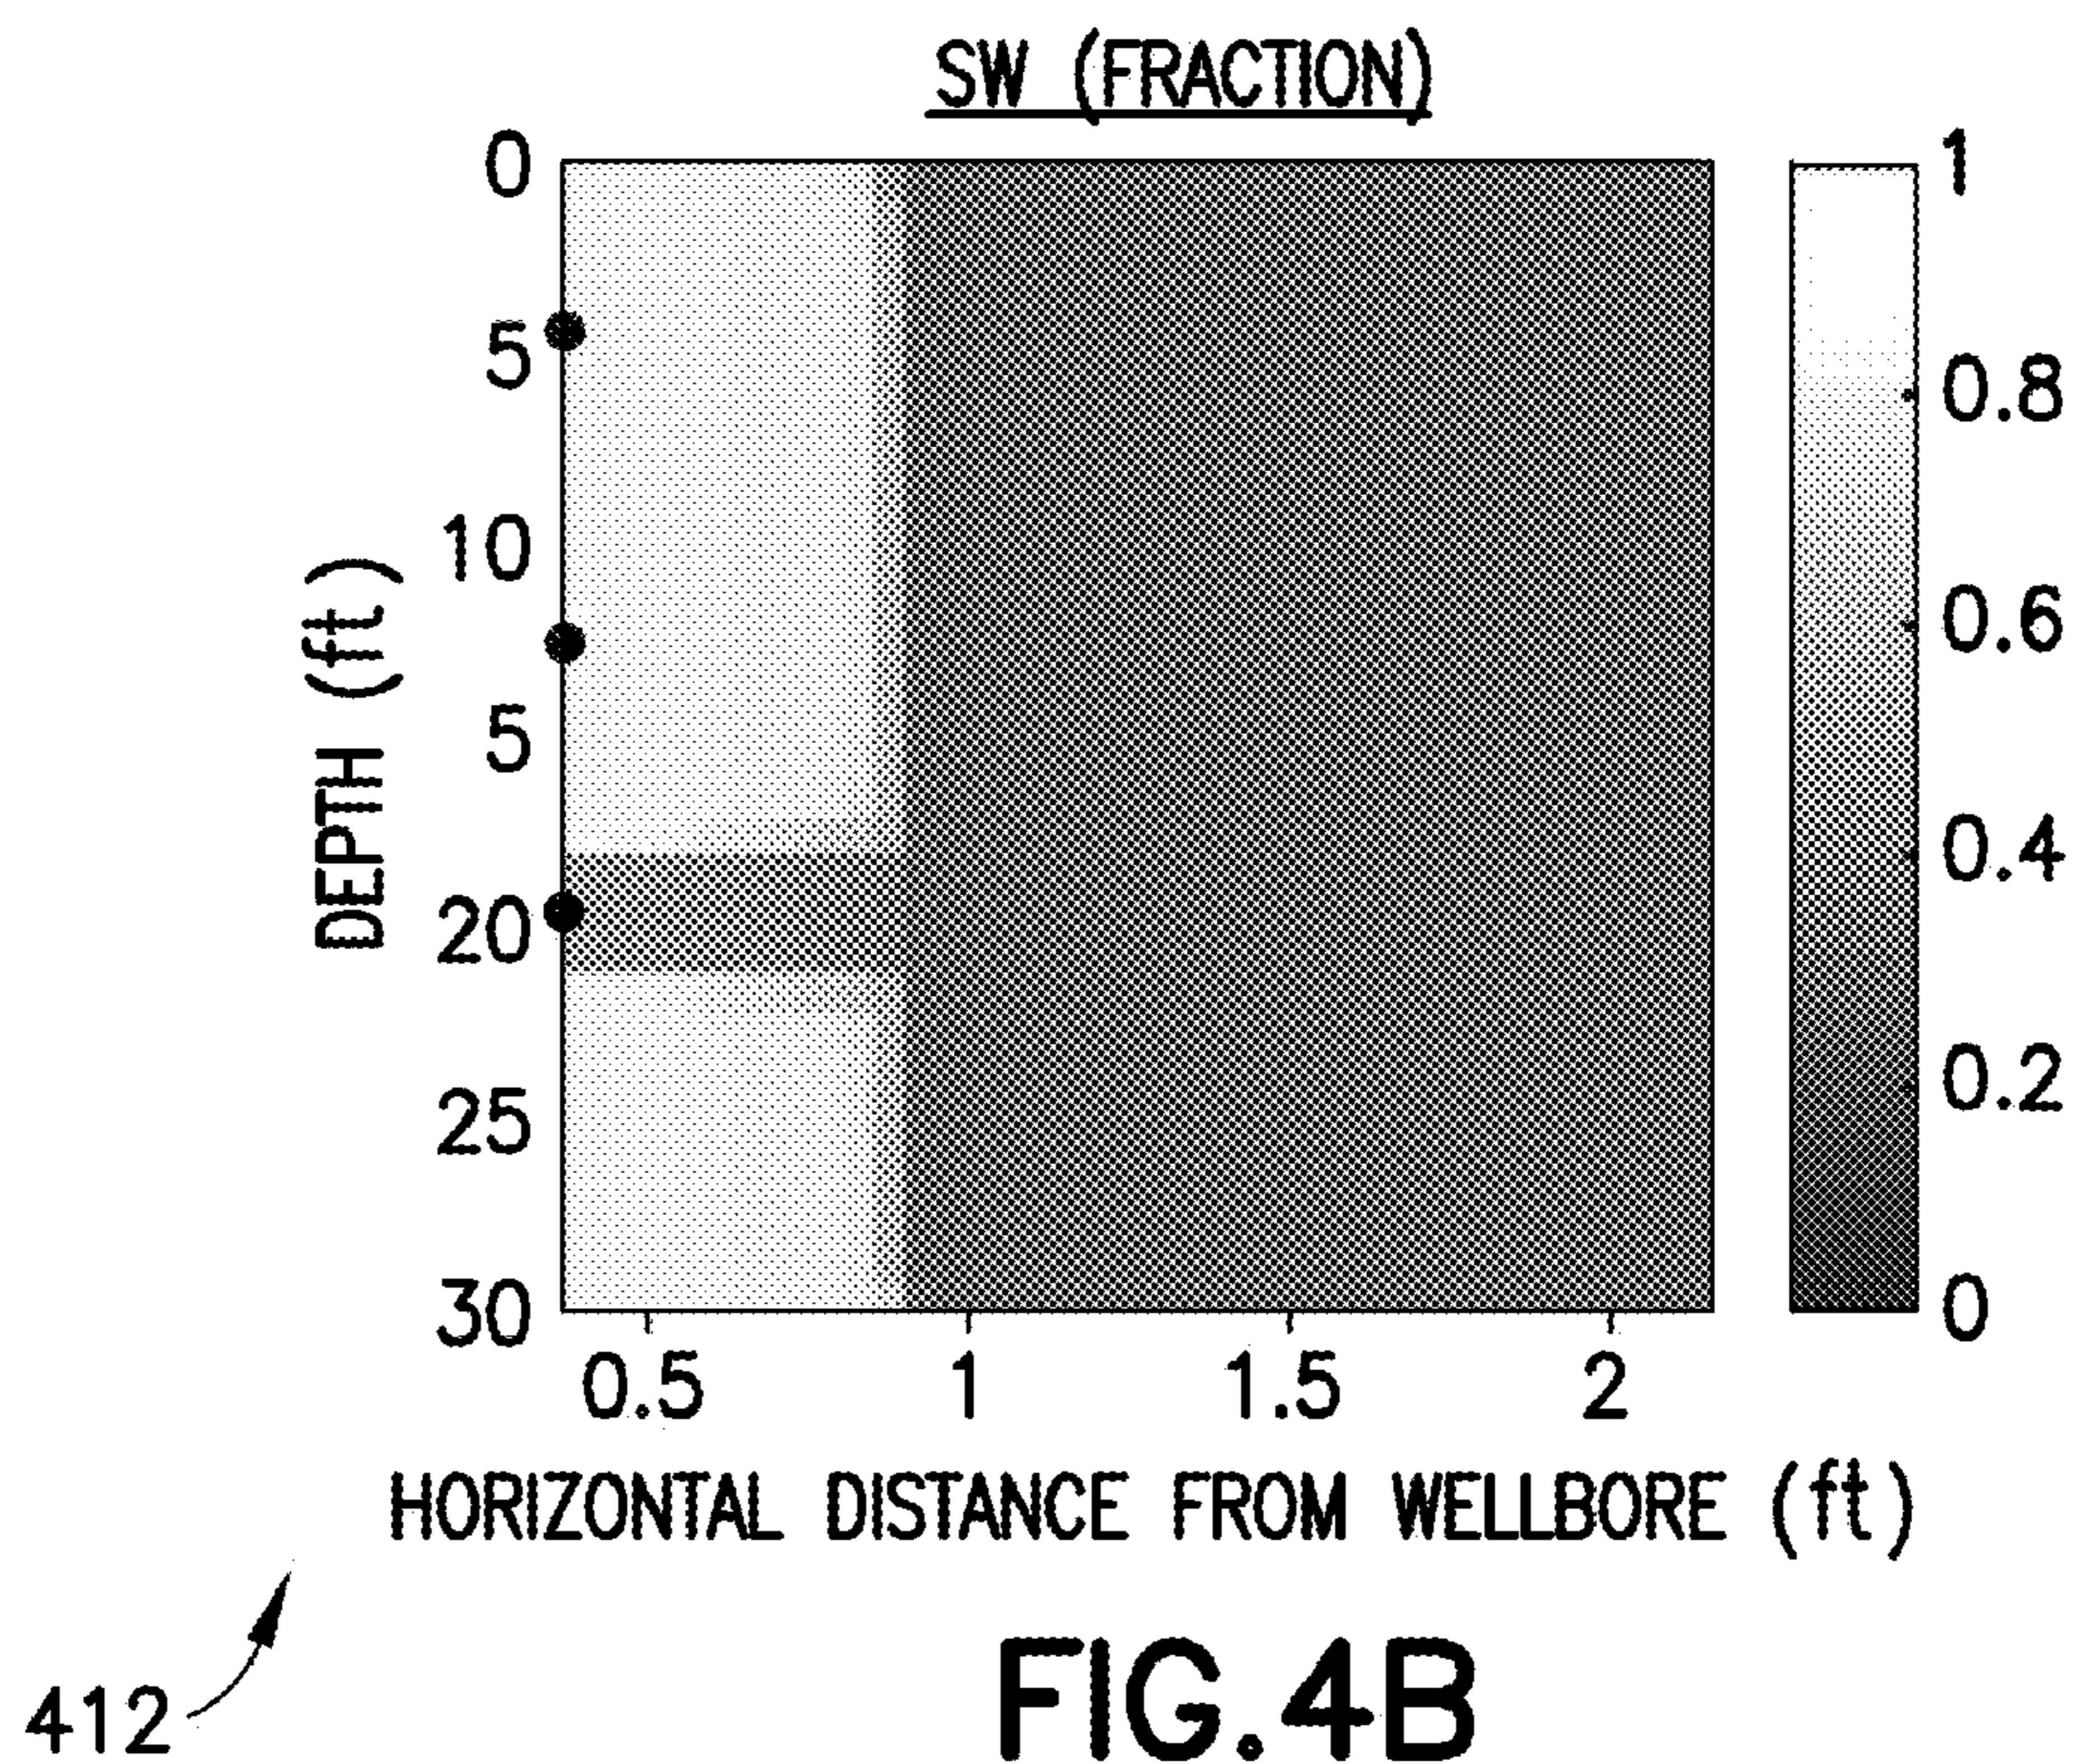 SW (FRACTION)
0
5
10
5
20
25
30
DEPTH (ft)
1
0.8
0.6
0.4
0.2
0
0.5 1 1.5 2
HORIZONTAL DISTANCE FROM WELLBORE (ft)
412
FIG.4B